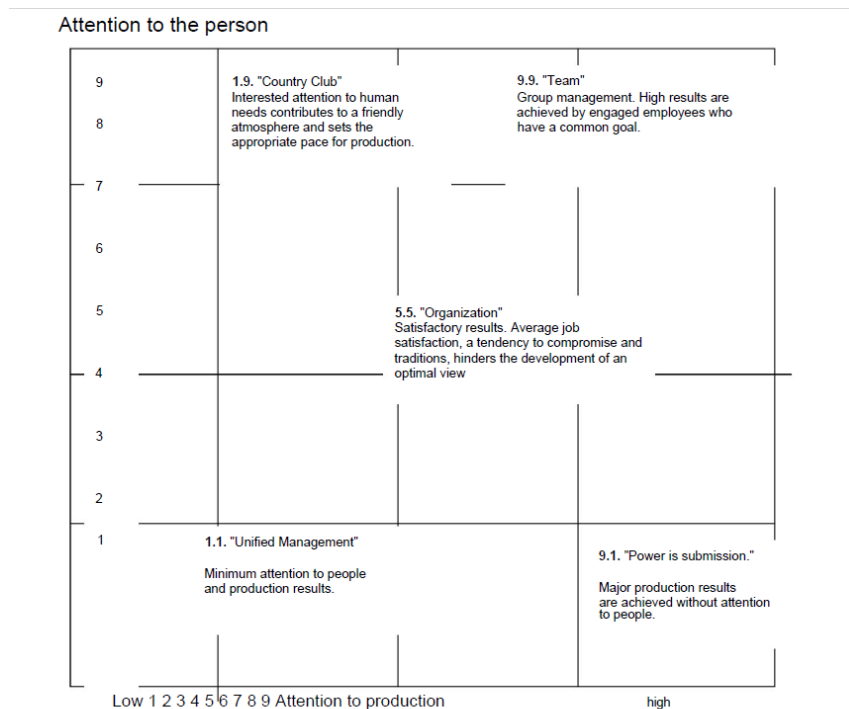 Attention to the person
9
1.9. "Country Club"
Interested attention to human
needs contributes to a friendly
atmosphere and sets the
appropriate pace for production.
9.9. "Team"
Group management. High results are
achieved by engaged employees who
have a common goal.
8
7
6
5
5.5. "Organization"
Satisfactory results. Average job
satisfaction, a tendency to compromise and
traditions, hinders the development of an
optimal view
4
3
2
1
1.1. "Unified Management"
Minimum attention to people
and production results.
9.1. "Power is submission."
Major production results
are achieved without attention
to people.
Low 1 2 3 4 5 6 7 8 9 Attention to production
high